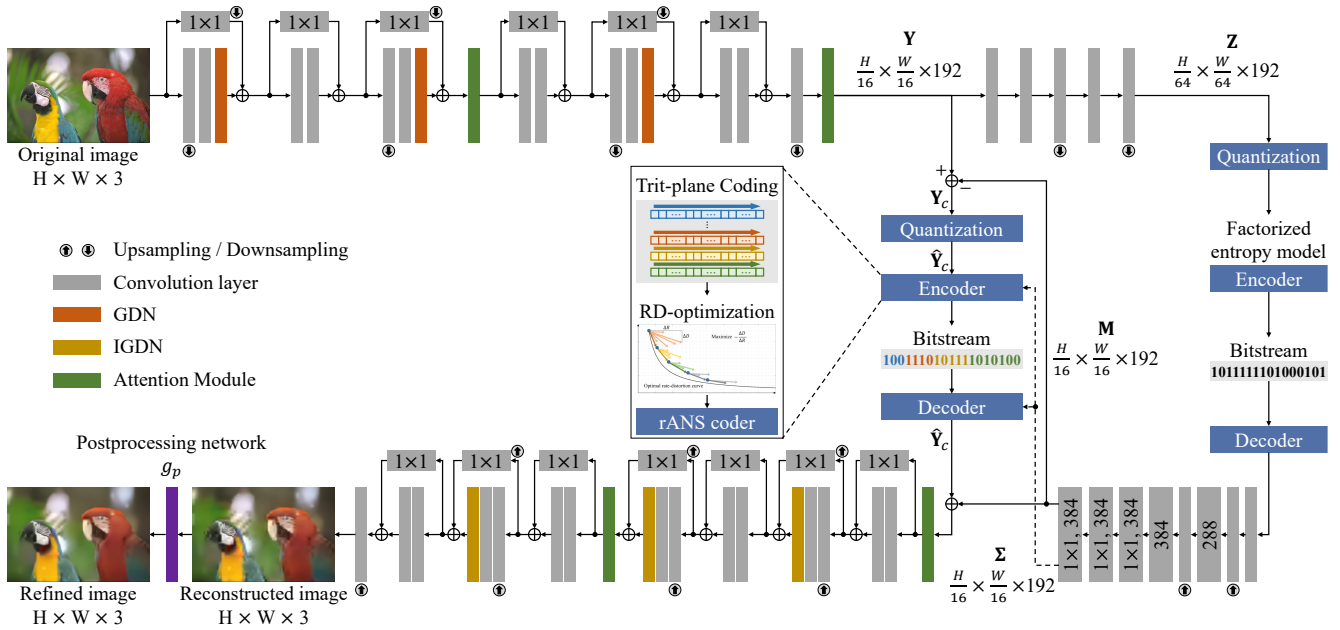 1×1
1×1
1×1
1×1
1×1
1×1
Y
H/16 × W/16 ×192
Z
H/64 × W/64 ×192
Original image
H × W × 3
Quantization
Factorized
entropy model
Encoder
Bitstream
1011111101000101
Decoder
+
−
Y_c
Quantization
Ŷ_c
Encoder
Bitstream
100111101011111010100
Decoder
Ŷ_c
M
H/16 × W/16 ×192
Trit-plane Coding
... ... ...
⋮
... ... ...
... ... ...
... ... ...
RD-optimization
ΔR
ΔD
Maximize −ΔD/ΔR
Optimal rate-distortion curve
rANS coder
Upsampling / Downsampling
Convolution layer
GDN
IGDN
Attention Module
Postprocessing network
g_p
1×1
1×1
1×1
1×1
1×1
1×1
1×1
1×1, 384
1×1, 384
1×1, 384
384
288
Σ
H/16 × W/16 ×192
Refined image
H × W × 3
Reconstructed image
H × W × 3